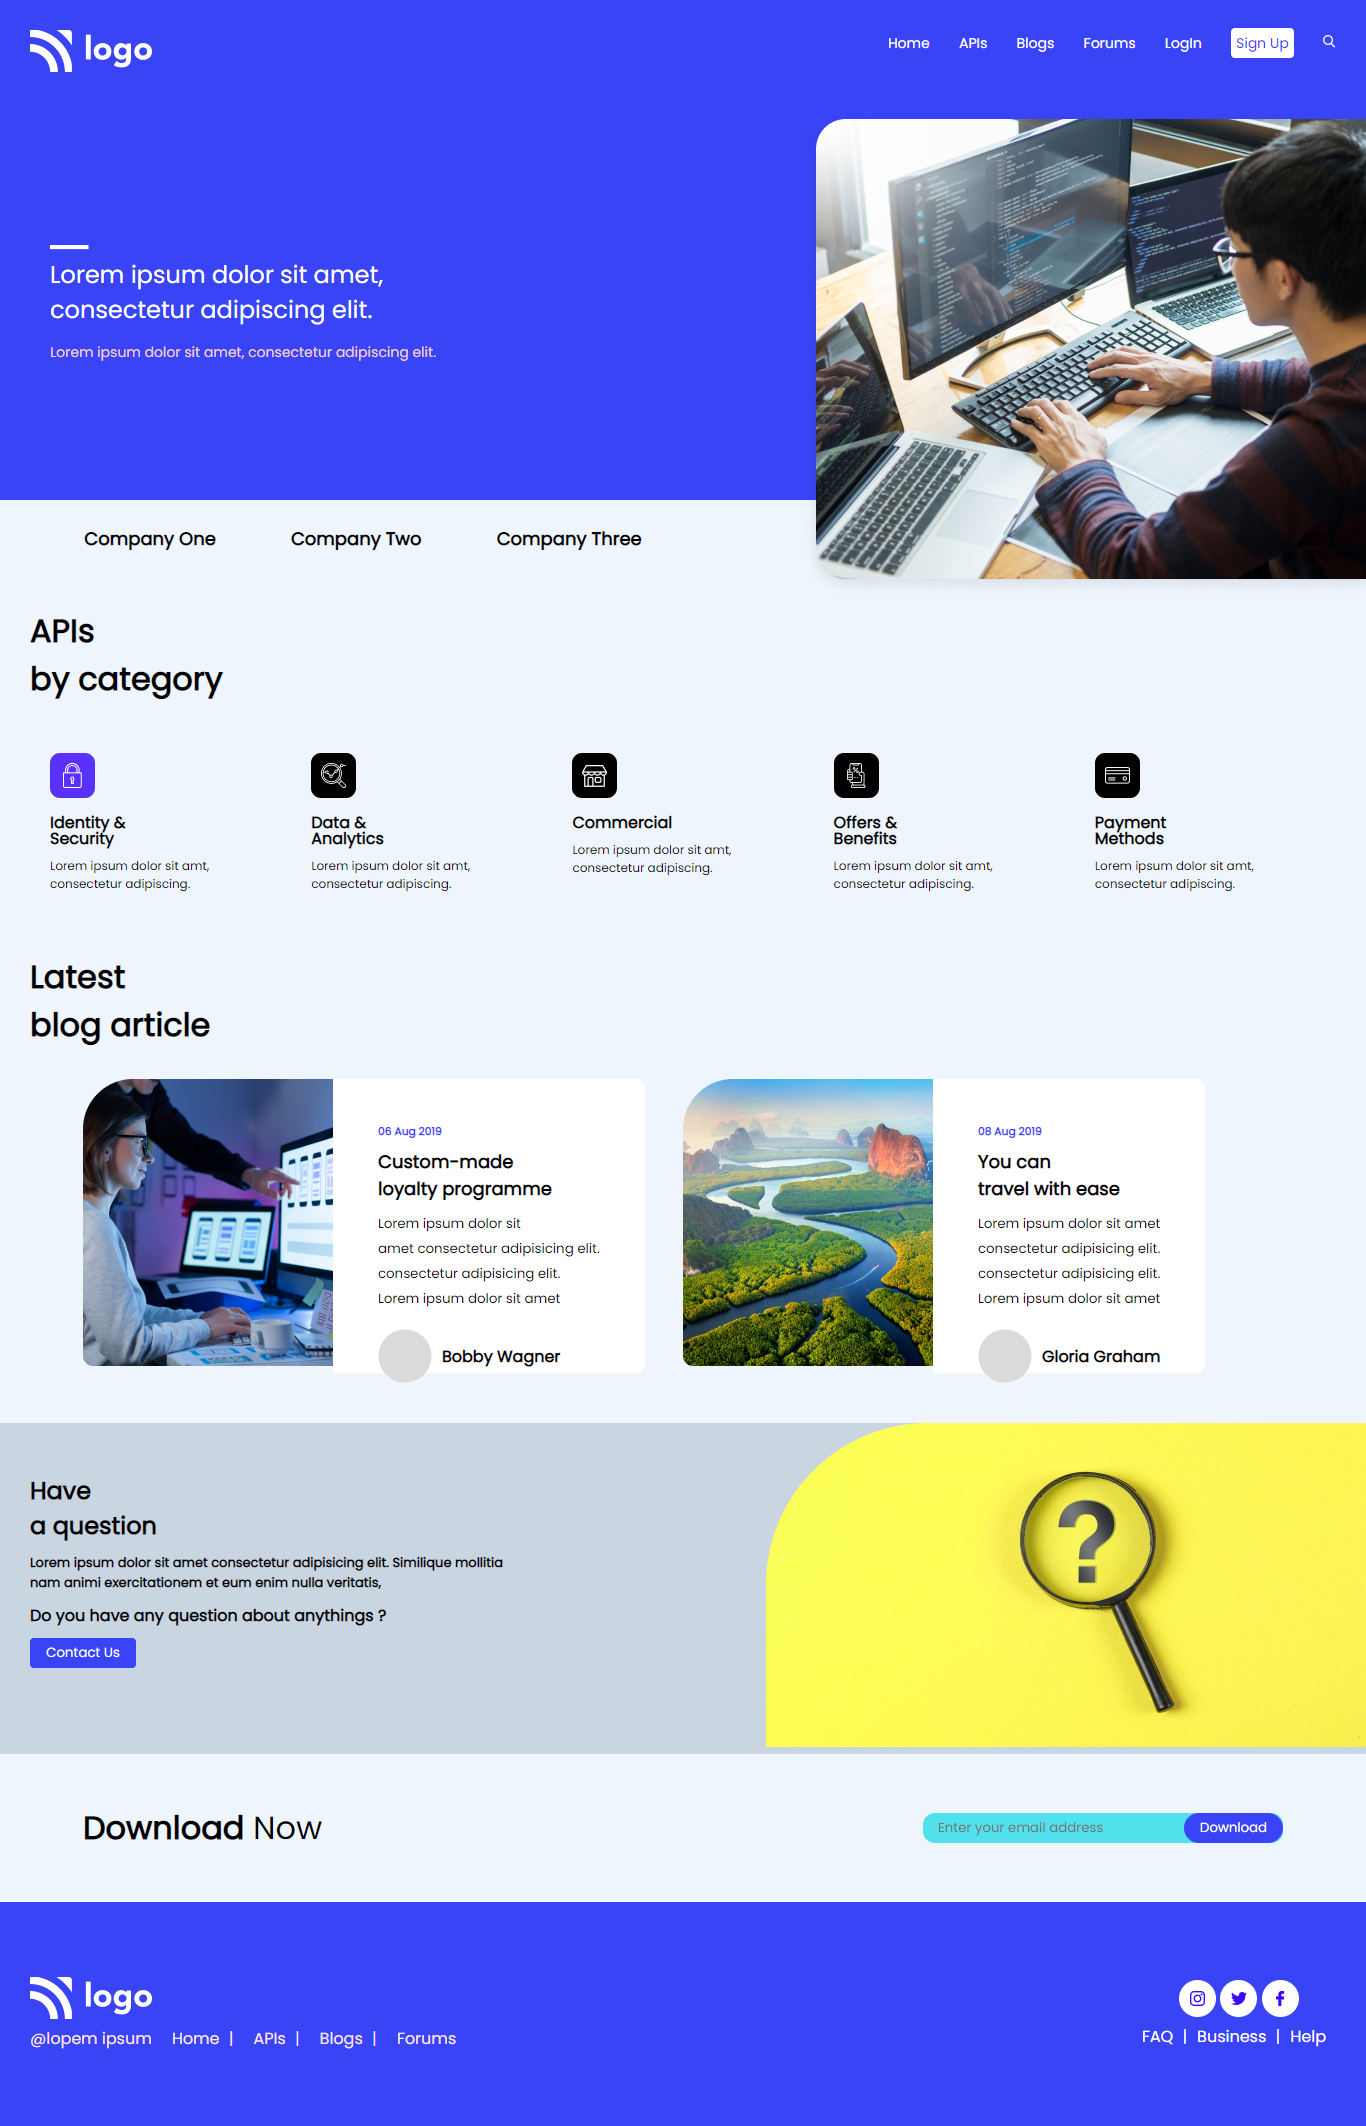 logo
Home APIs Blogs Forums LogIn Sign Up
Lorem ipsum dolor sit amet,
consectetur adipiscing elit.
Lorem ipsum dolor sit amet, consectetur adipiscing elit.
Company One Company Two Company Three
APIs
by category
Identity &
Security
Lorem ipsum dolor sit amt,
consectetur adipiscing.
Data &
Analytics
Lorem ipsum dolor sit amt,
consectetur adipiscing.
Commercial
Lorem ipsum dolor sit amt,
consectetur adipiscing.
Offers &
Benefits
Lorem ipsum dolor sit amt,
consectetur adipiscing.
Payment
Methods
Lorem ipsum dolor sit amt,
consectetur adipiscing.
Latest
blog article
06 Aug 2019
Custom-made
loyalty programme
Lorem ipsum dolor sit
amet consectetur adipisicing elit.
consectetur adipisicing elit.
Lorem ipsum dolor sit amet
Bobby Wagner
08 Aug 2019
You can
travel with ease
Lorem ipsum dolor sit amet
consectetur adipisicing elit.
consectetur adipisicing elit.
Lorem ipsum dolor sit amet
Gloria Graham
Have
a question
Lorem ipsum dolor sit amet consectetur adipisicing elit. Similique mollitia
nam animi exercitationem et eum enim nulla veritatis,
Do you have any question about anythings ?
Contact Us
?
Download Now
Enter your email address Download
logo
@lopem ipsum Home | APIs | Blogs | Forums
FAQ | Business | Help